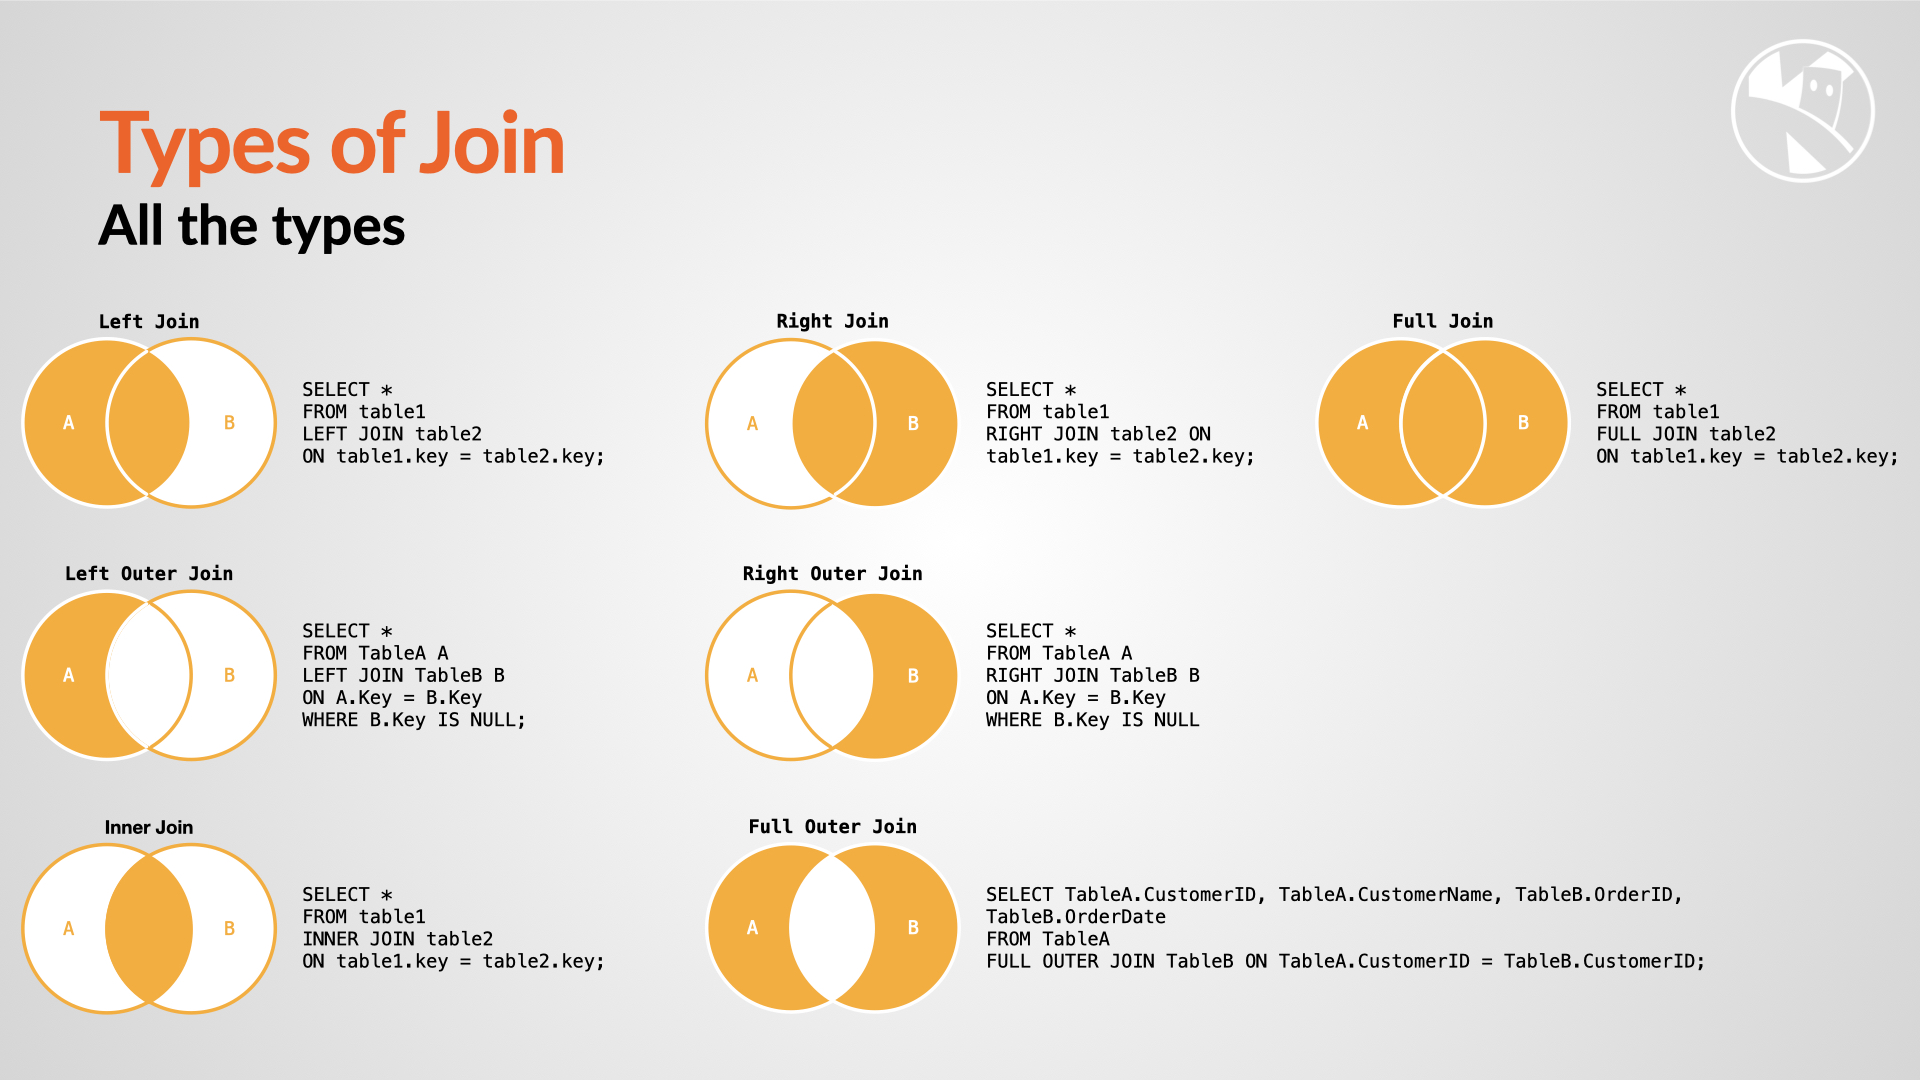 Types of Join
All the types
Left Join
A
B
SELECT *
FROM table1
LEFT JOIN table2
ON table1.key = table2.key;
Right Join
A
B
SELECT *
FROM table1
RIGHT JOIN table2 ON
table1.key = table2.key;
Full Join
A
B
SELECT *
FROM table1
FULL JOIN table2
ON table1.key = table2.key;
Left Outer Join
A
B
SELECT *
FROM TableA A
LEFT JOIN TableB B
ON A.Key = B.Key
WHERE B.Key IS NULL;
Right Outer Join
A
B
SELECT *
FROM TableA A
RIGHT JOIN TableB B
ON A.Key = B.Key
WHERE B.Key IS NULL
Inner Join
A
B
SELECT *
FROM table1
INNER JOIN table2
ON table1.key = table2.key;
Full Outer Join
A
B
SELECT TableA.CustomerID, TableA.CustomerName, TableB.OrderID,
TableB.OrderDate
FROM TableA
FULL OUTER JOIN TableB ON TableA.CustomerID = TableB.CustomerID;